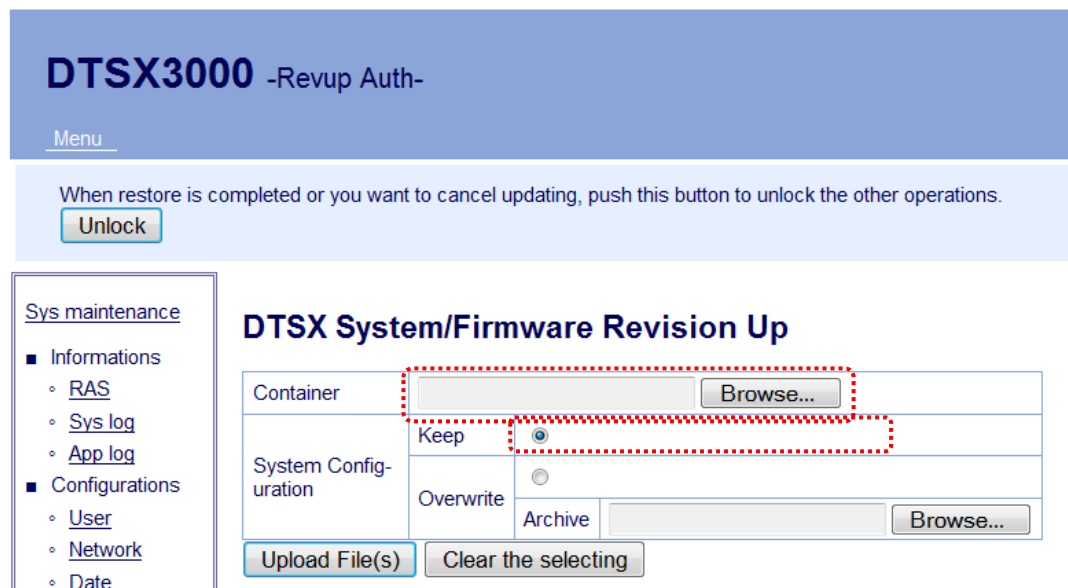 DTSX3000 -Revup Auth-
Menu
When restore is completed or you want to cancel updating, push this button to unlock the other operations.
Unlock
Sys maintenance
■ Informations
∘ RAS
∘ Sys log
∘ App log
■ Configurations
∘ User
∘ Network
∘ Date
DTSX System/Firmware Revision Up
Container
Browse...
System Config-
uration
Keep
Overwrite
Archive
Browse...
Upload File(s)
Clear the selecting